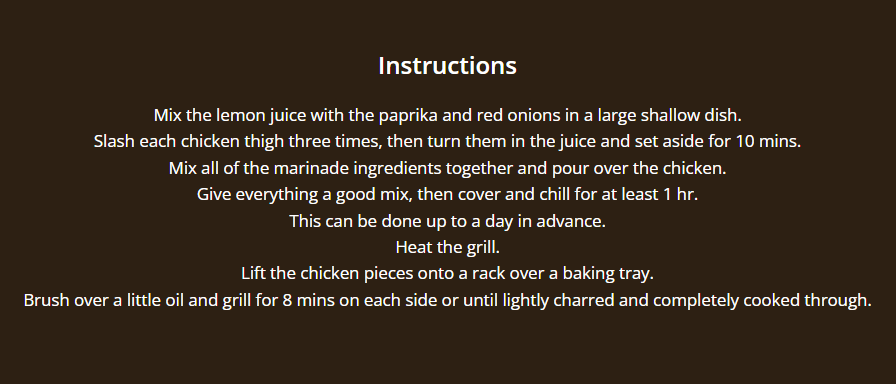 Instructions
Mix the lemon juice with the paprika and red onions in a large shallow dish.
Slash each chicken thigh three times, then turn them in the juice and set aside for 10 mins.
Mix all of the marinade ingredients together and pour over the chicken.
Give everything a good mix, then cover and chill for at least 1 hr.
This can be done up to a day in advance.
Heat the grill.
Lift the chicken pieces onto a rack over a baking tray.
Brush over a little oil and grill for 8 mins on each side or until lightly charred and completely cooked through.